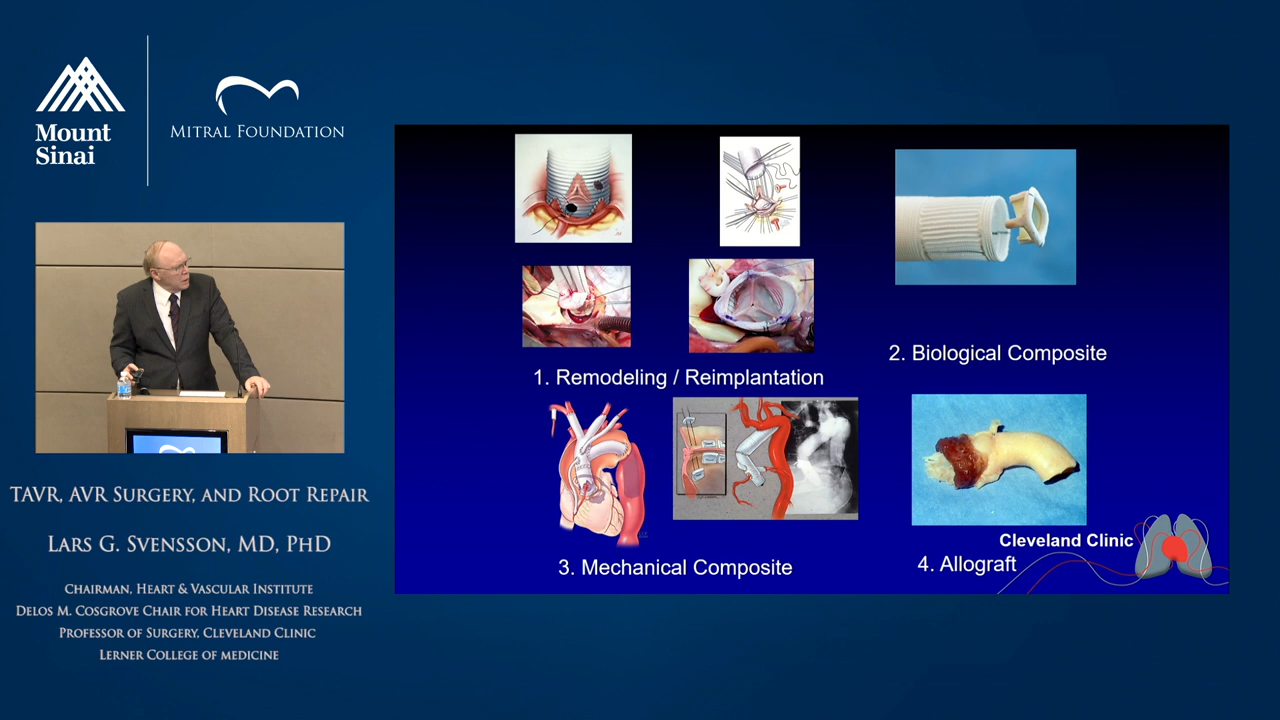 Mount
Sinai
MITRAL FOUNDATION
TAVR, AVR SURGERY, AND ROOT REPAIR
LARS G. SVENSSON, MD, PHD
CHAIRMAN, HEART & VASCULAR INSTITUTE
DELOS M. COSGROVE CHAIR FOR HEART DISEASE RESEARCH
PROFESSOR OF SURGERY, CLEVELAND CLINIC
LERNER COLLEGE OF MEDICINE
1. Remodeling / Reimplantation
2. Biological Composite
3. Mechanical Composite
Cleveland Clinic
4. Allograft